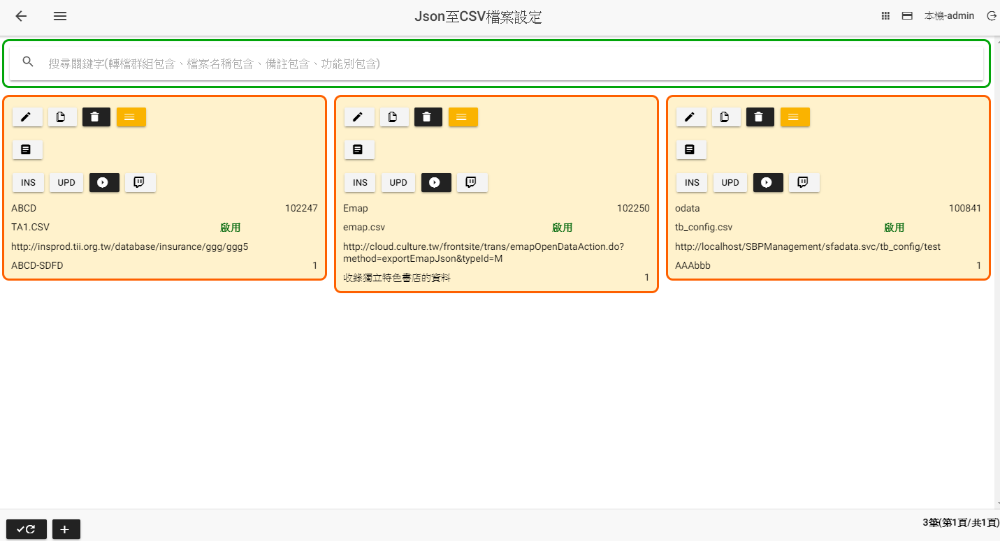 Json至CSV檔案設定
本機-admin
搜尋關鍵字(轉檔群組包含、檔案名稱包含、備註包含、功能別包含)
INS UPD
ABCD 102247
TA1.CSV 啟用
http://insprod.tii.org.tw/database/insurance/ggg/ggg5
ABCD-SDFD 1
INS UPD
Emap 102250
emap.csv 啟用
http://cloud.culture.tw/frontsite/trans/emapOpenDataAction.do?
method=exportEmapJson&typeId=M
收錄獨立特色書店的資料 1
INS UPD
odata 100841
tb_config.csv 啟用
http://localhost/SBPManagement/sfadata.svc/tb_config/test
AAAbbb 1
3筆(第1頁/共1頁)